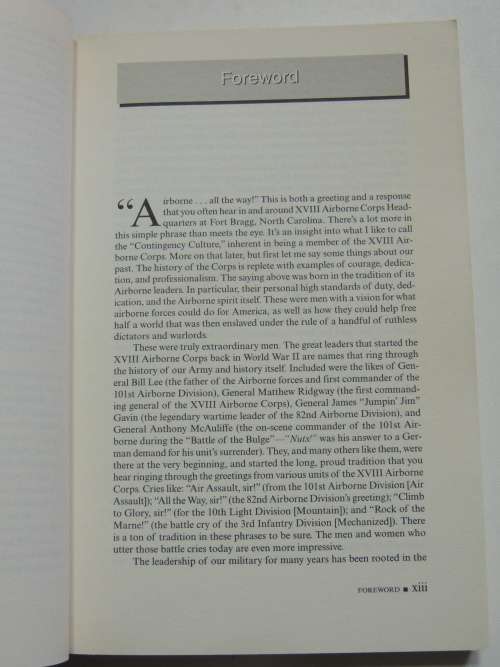 Foreword
“Airborne . . . all the way!” This is both a greeting and a response
that you often hear in and around XVIII Airborne Corps Head-
quarters at Fort Bragg, North Carolina. There's a lot more in
this simple phrase than meets the eye. It's an insight into what I like to call
the “Contingency Culture,” inherent in being a member of the XVIII Air-
borne Corps. More on that later, but first let me say some things about our
past. The history of the Corps is replete with examples of courage, dedica-
tion, and professionalism. The saying above was born in the tradition of its
Airborne leaders. In particular, their personal high standards of duty, ded-
ication, and the Airborne spirit itself. These were men with a vision for what
airborne forces could do for America, as well as how they could help free
half a world that was then enslaved under the rule of a handful of ruthless
dictators and warlords.
These were truly extraordinary men. The great leaders that started the
XVIII Airborne Corps back in World War II are names that ring through
the history of our Army and history itself. Included were the likes of Gen-
eral Bill Lee (the father of the Airborne forces and first commander of the
101st Airborne Division), General Matthew Ridgway (the first command-
ing general of the XVIII Airborne Corps), General James “Jumpin' Jim”
Gavin (the legendary wartime leader of the 82nd Airborne Division), and
General Anthony McAuliffe (the on-scene commander of the 101st Air-
borne during the “Battle of the Bulge”—“Nuts!” was his answer to a Ger-
man demand for his unit's surrender). They, and many others like them, were
there at the very beginning, and started the long, proud tradition that you
hear ringing through the greetings from various units of the XVIII Airborne
Corps. Cries like: “Air Assault, sir!” (from the 101st Airborne Division [Air
Assault]); “All the Way, sir!” (the 82nd Airborne Division's greeting); “Climb
to Glory, sir!” (for the 10th Light Division [Mountain]); and “Rock of the
Marne!” (the battle cry of the 3rd Infantry Division [Mechanized]). There
is a ton of tradition in these phrases to be sure. The men and women who
utter those battle cries today are even more impressive.
The leadership of our military for many years has been rooted in the
FOREWORD ■ xiii